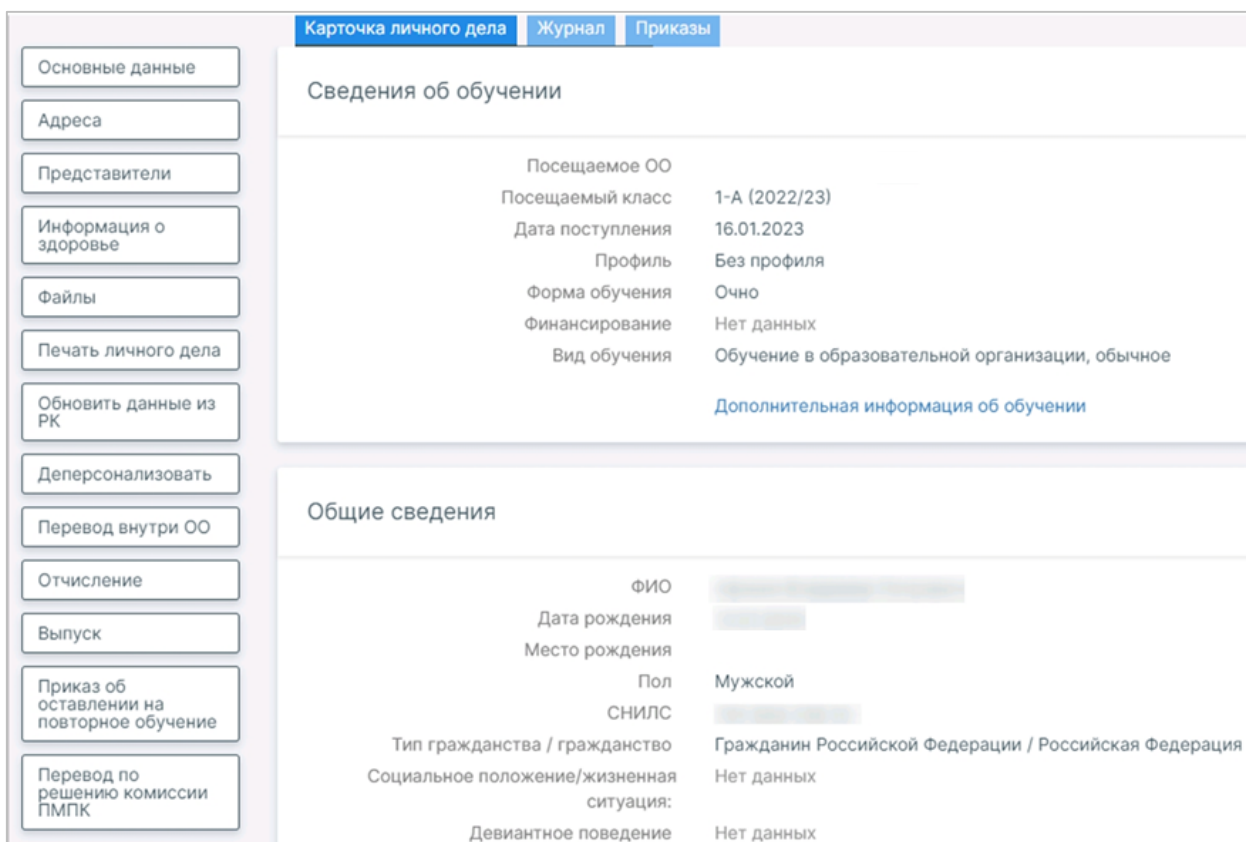 Карточка личного дела
Журнал
Приказы
Основные данные
Адреса
Представители
Информация о
здоровье
Файлы
Печать личного дела
Обновить данные из
РК
Деперсонализовать
Перевод внутри ОО
Отчисление
Выпуск
Приказ об
оставлении на
повторное обучение
Перевод по
решению комиссии
ПМПК
Сведения об обучении
Посещаемое ОО
Посещаемый класс 1-А (2022/23)
Дата поступления 16.01.2023
Профиль Без профиля
Форма обучения Очно
Финансирование Нет данных
Вид обучения Обучение в образовательной организации, обычное
Дополнительная информация об обучении
Общие сведения
ФИО
Дата рождения
Место рождения
Пол Мужской
СНИЛС
Тип гражданства / гражданство Гражданин Российской Федерации / Российская Федерация
Социальное положение/жизненная Нет данных
ситуация:
Девиантное поведение Нет данных